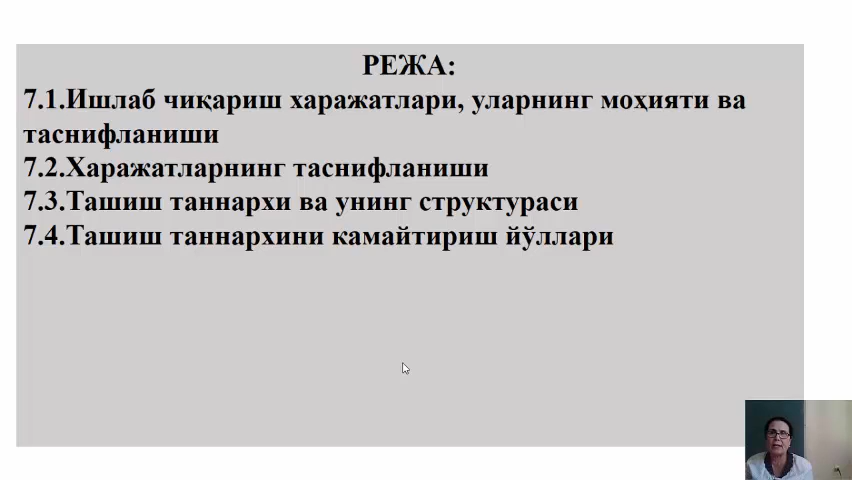 РЕЖА:
7.1.Ишлаб чиқариш харажатлари, уларнинг моҳияти ва
таснифланиши
7.2.Харажатларнинг таснифланиши
7.3.Ташиш таннархи ва унинг структураси
7.4.Ташиш таннархини камайтириш йўллари